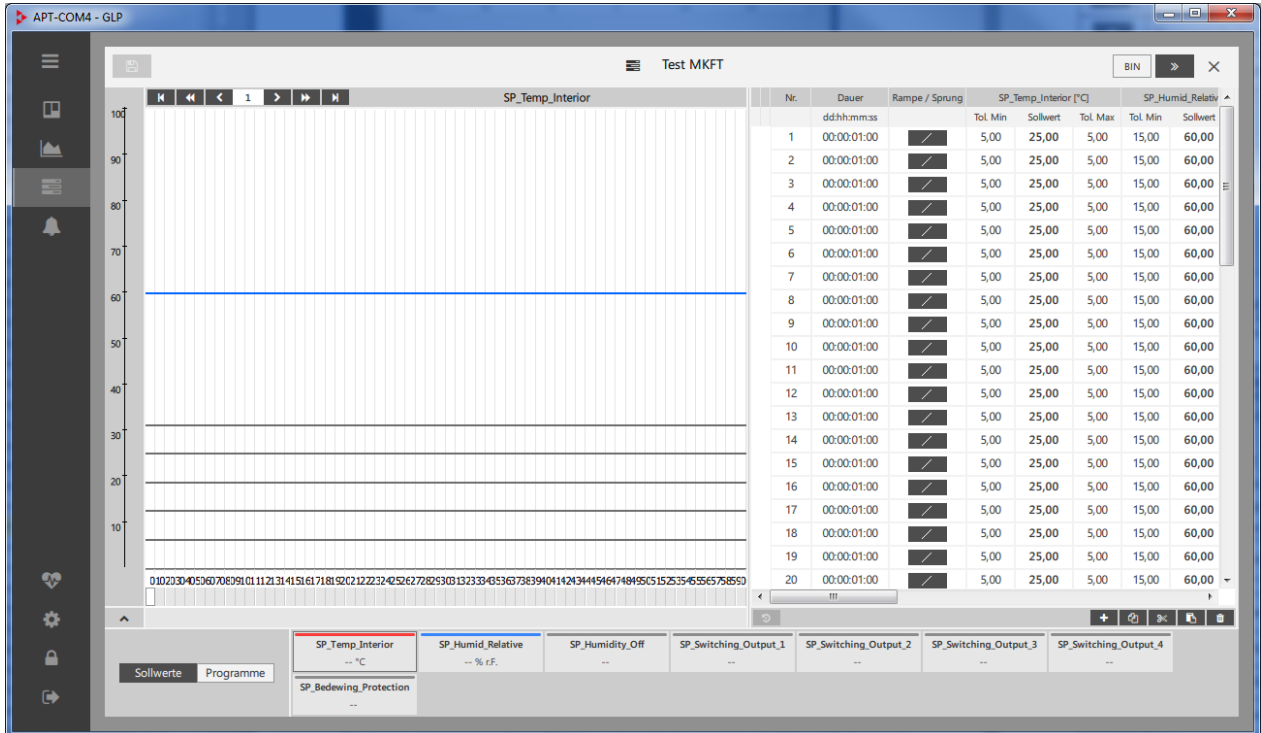 APT-COM4 - GLP
Test MKFT
BIN
1
SP_Temp_Interior
100
90
80
70
60
50
40
30
20
10
Nr. Dauer Rampe / Sprung SP_Temp_Interior [°C] SP_Humid_Relativ
dd:hh:mm:ss Tol. Min Sollwert Tol. Max Tol. Min Sollwert
1 00:00:01:00 5,00 25,00 5,00 15,00 60,00
2 00:00:01:00 5,00 25,00 5,00 15,00 60,00
3 00:00:01:00 5,00 25,00 5,00 15,00 60,00
4 00:00:01:00 5,00 25,00 5,00 15,00 60,00
5 00:00:01:00 5,00 25,00 5,00 15,00 60,00
6 00:00:01:00 5,00 25,00 5,00 15,00 60,00
7 00:00:01:00 5,00 25,00 5,00 15,00 60,00
8 00:00:01:00 5,00 25,00 5,00 15,00 60,00
9 00:00:01:00 5,00 25,00 5,00 15,00 60,00
10 00:00:01:00 5,00 25,00 5,00 15,00 60,00
11 00:00:01:00 5,00 25,00 5,00 15,00 60,00
12 00:00:01:00 5,00 25,00 5,00 15,00 60,00
13 00:00:01:00 5,00 25,00 5,00 15,00 60,00
14 00:00:01:00 5,00 25,00 5,00 15,00 60,00
15 00:00:01:00 5,00 25,00 5,00 15,00 60,00
16 00:00:01:00 5,00 25,00 5,00 15,00 60,00
17 00:00:01:00 5,00 25,00 5,00 15,00 60,00
18 00:00:01:00 5,00 25,00 5,00 15,00 60,00
19 00:00:01:00 5,00 25,00 5,00 15,00 60,00
20 00:00:01:00 5,00 25,00 5,00 15,00 60,00
Sollwerte Programme
SP_Temp_Interior SP_Humid_Relative SP_Humidity_Off SP_Switching_Output_1 SP_Switching_Output_2 SP_Switching_Output_3 SP_Switching_Output_4
-- °C -- % r.F. -- -- -- -- --
SP_Bedewing_Protection
--